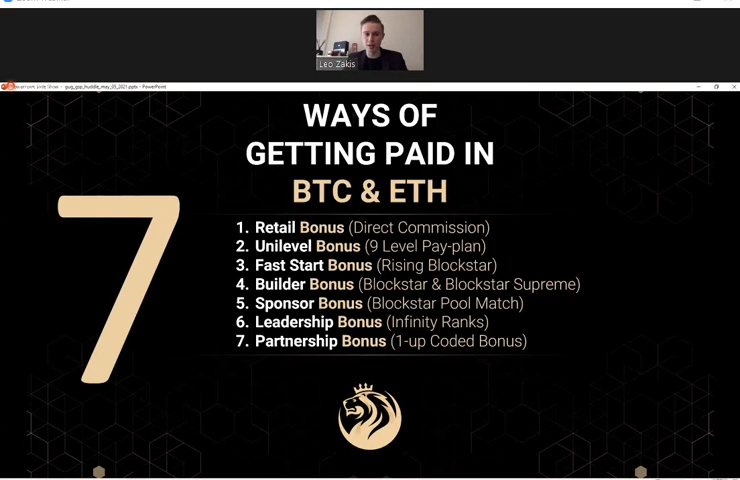 Leo Zakis
WAYS OF
GETTING PAID IN
BTC & ETH
7
1. Retail Bonus (Direct Commission)
2. Unilevel Bonus (9 Level Pay-plan)
3. Fast Start Bonus (Rising Blockstar)
4. Builder Bonus (Blockstar & Blockstar Supreme)
5. Sponsor Bonus (Blockstar Pool Match)
6. Leadership Bonus (Infinity Ranks)
7. Partnership Bonus (1-up Coded Bonus)